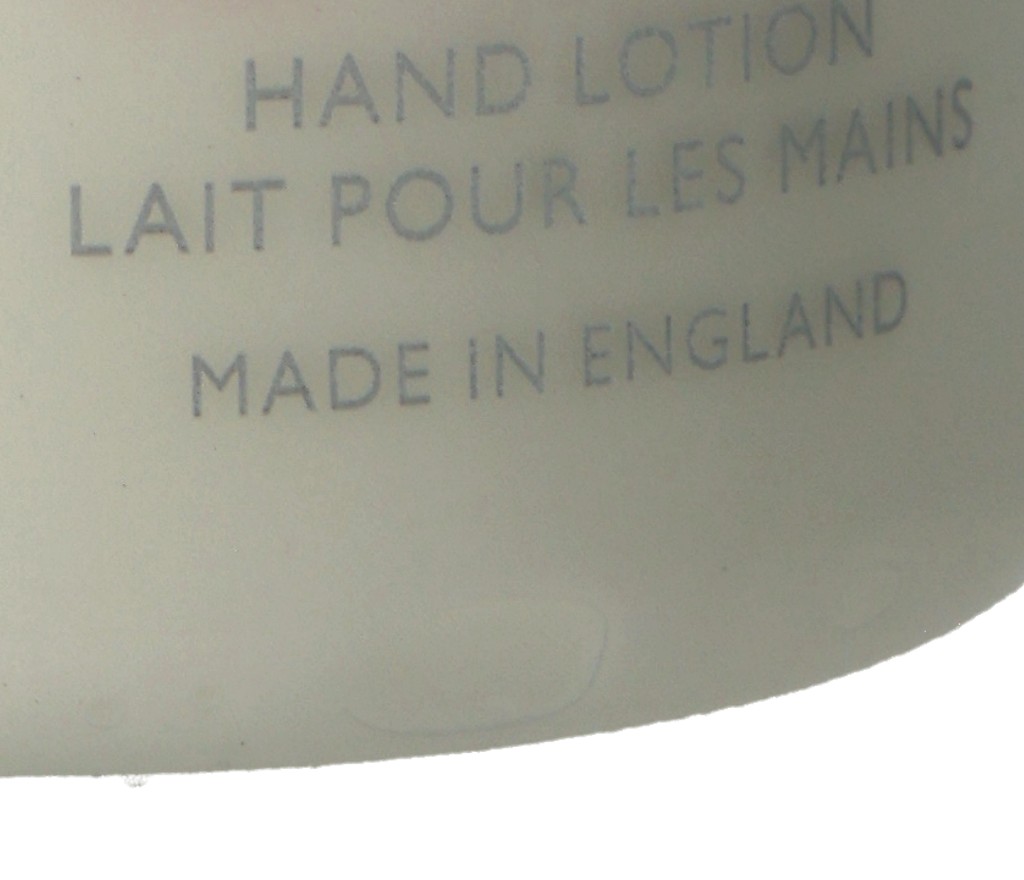 HAND LOTION
LAIT POUR LES MAINS
MADE IN ENGLAND